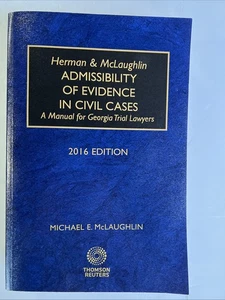 Herman & McLaughlin
ADMISSIBILITY
OF EVIDENCE
IN CIVIL CASES
A Manual for Georgia Trial Lawyers
2016 EDITION
MICHAEL E. McLAUGHLIN
THOMSON
REUTERS